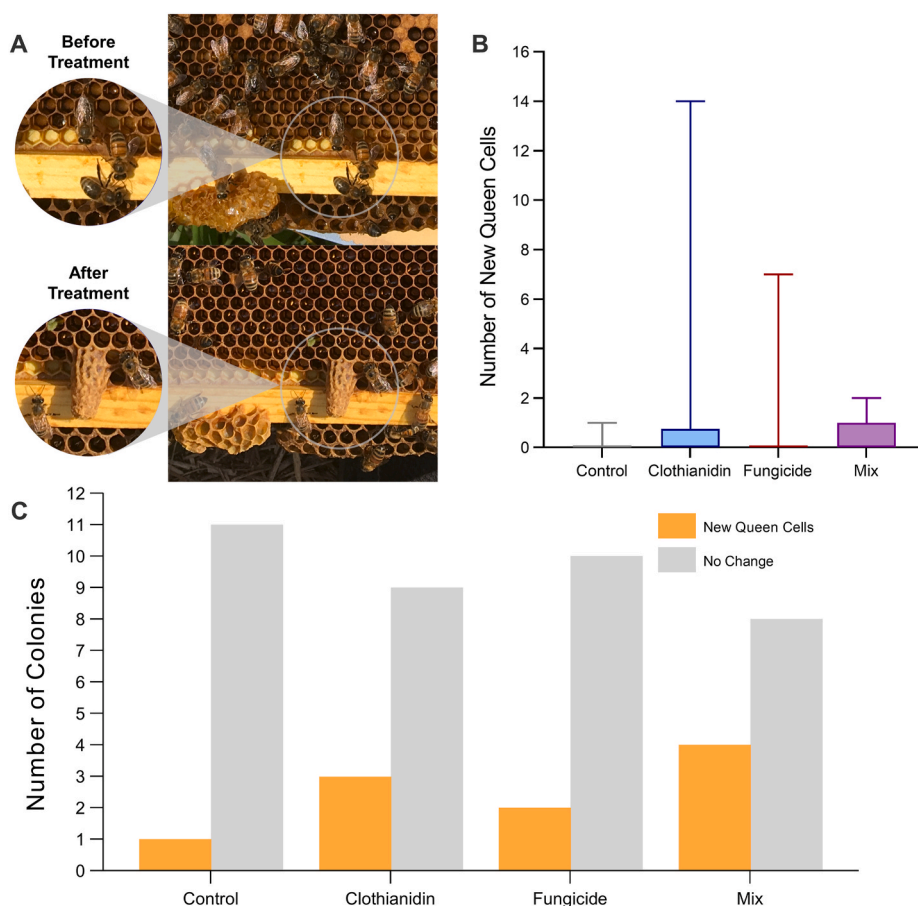 A
Before
Treatment
After
Treatment
B
Number of New Queen Cells
16
14
12
10
8
6
4
2
0
Control Clothianidin Fungicide Mix
C
Number of Colonies
12
11
10
9
8
7
6
5
4
3
2
1
0
New Queen Cells
No Change
Control Clothianidin Fungicide Mix